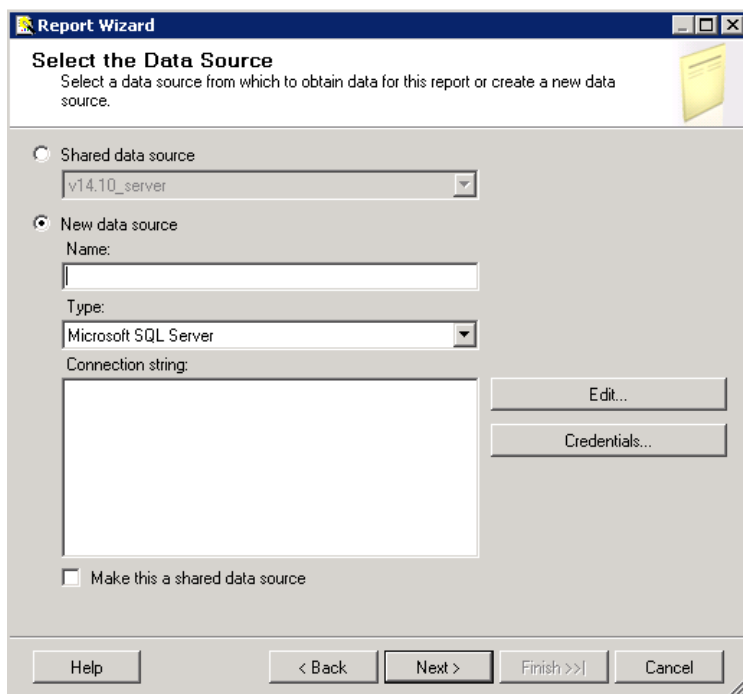 Report Wizard
Select the Data Source
Select a data source from which to obtain data for this report or create a new data
source.
Shared data source
v14.10_server
New data source
Name:
Type:
Microsoft SQL Server
Connection string:
Edit...
Credentials...
Make this a shared data source
Help
< Back
Next >
Finish >>|
Cancel